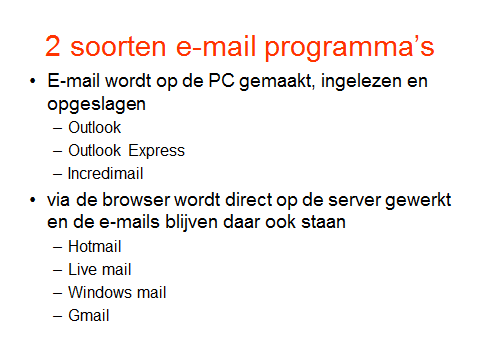 2 soorten e-mail programma's
• E-mail wordt op de PC gemaakt, ingelezen en
opgeslagen
– Outlook
– Outlook Express
– Incredimail
• via de browser wordt direct op de server gewerkt
en de e-mails blijven daar ook staan
– Hotmail
– Live mail
– Windows mail
– Gmail